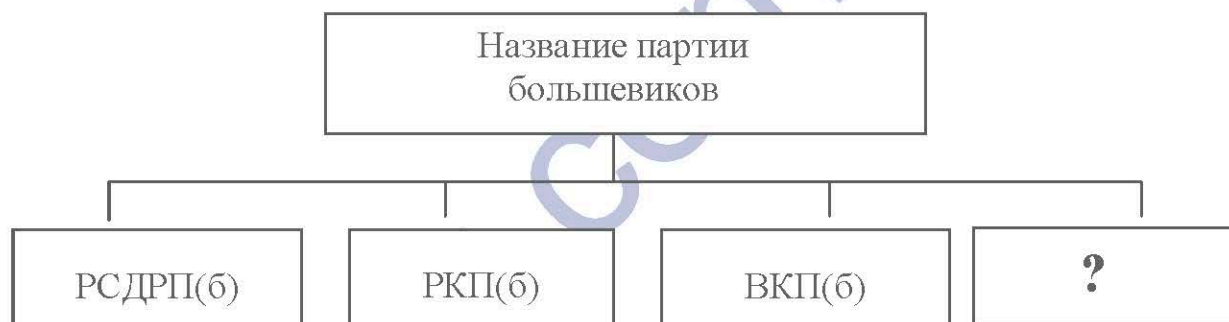 Название партии
большевиков
РСДРП(б)
РКП(б)
ВКП(б)
?